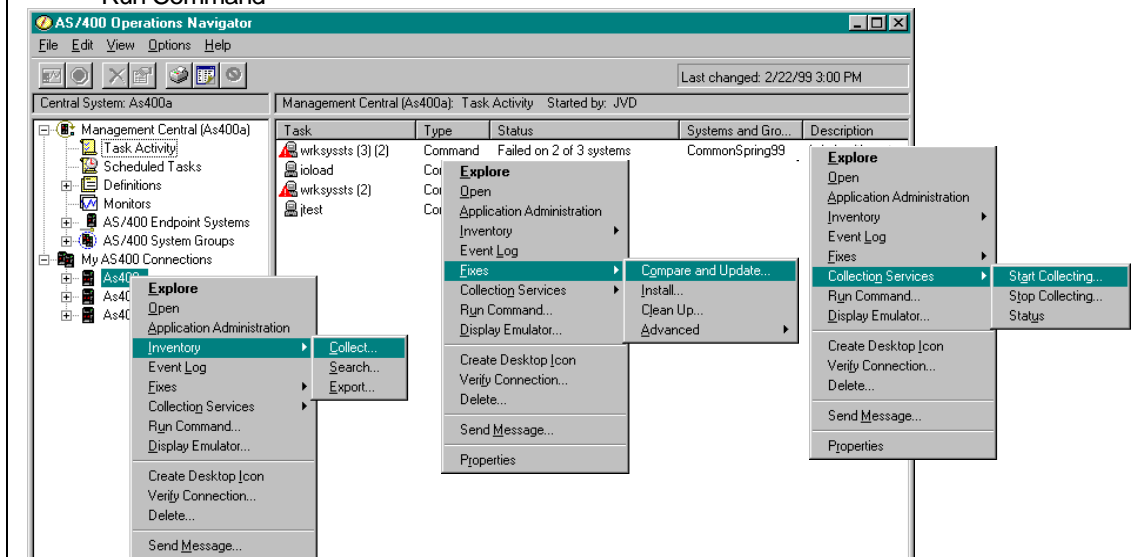 Run Command
AS/400 Operations Navigator
File Edit View Options Help
Last changed: 2/22/99 3:00 PM
Central System: As400a
Management Central (As400a): Task Activity Started by: JVD
Management Central (As400a)
Task Activity
Scheduled Tasks
Definitions
Monitors
AS/400 Endpoint Systems
AS/400 System Groups
My AS400 Connections
Task Type Status Systems and Gro... Description
wrksyssts (3) (2) Command Failed on 2 of 3 systems CommonSpring99
ioload
wrksyssts (2)
jtest
Explore
Open
Application Administration
Inventory
Event Log
Fixes
Collection Services
Run Command...
Display Emulator...
Create Desktop Icon
Verify Connection...
Delete...
Send Message...
Collect...
Search...
Export...
Explore
Open
Application Administration
Inventory
Event Log
Fixes
Collection Services
Run Command...
Display Emulator...
Create Desktop Icon
Verify Connection...
Delete...
Send Message...
Properties
Compare and Update...
Install...
Clean Up...
Advanced
Explore
Open
Application Administration
Inventory
Event Log
Fixes
Collection Services
Run Command...
Display Emulator...
Create Desktop Icon
Verify Connection...
Delete...
Send Message...
Properties
Start Collecting...
Stop Collecting...
Status